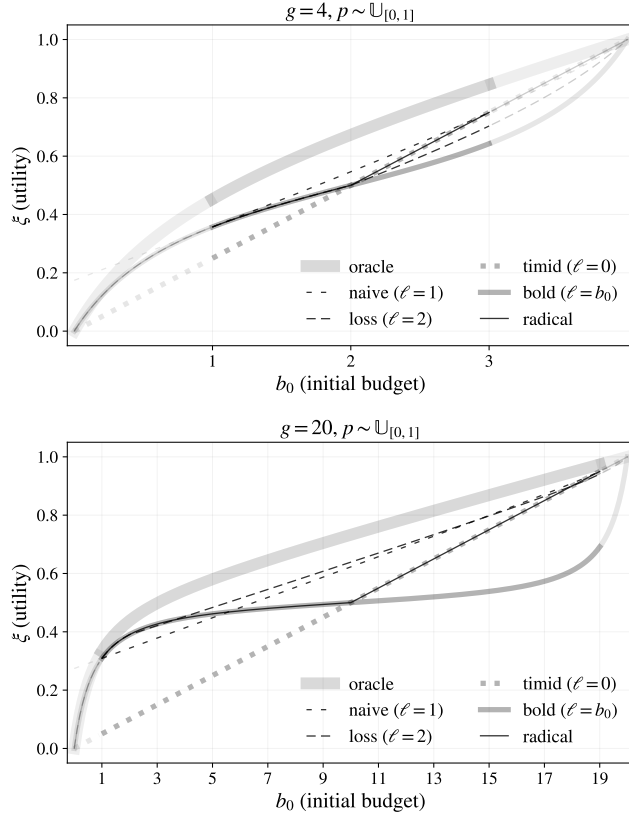 g = 4, p ~ 𝕌[0, 1]
1.0
0.8
0.6
0.4
0.2
0.0
ξ (utility)
oracle
naive (ℓ = 1)
loss (ℓ = 2)
timid (ℓ = 0)
bold (ℓ = b₀)
radical
1 2 3
b₀ (initial budget)
g = 20, p ~ 𝕌[0, 1]
1.0
0.8
0.6
0.4
0.2
0.0
ξ (utility)
oracle
naive (ℓ = 1)
loss (ℓ = 2)
timid (ℓ = 0)
bold (ℓ = b₀)
radical
1 3 5 7 9 11 13 15 17 19
b₀ (initial budget)